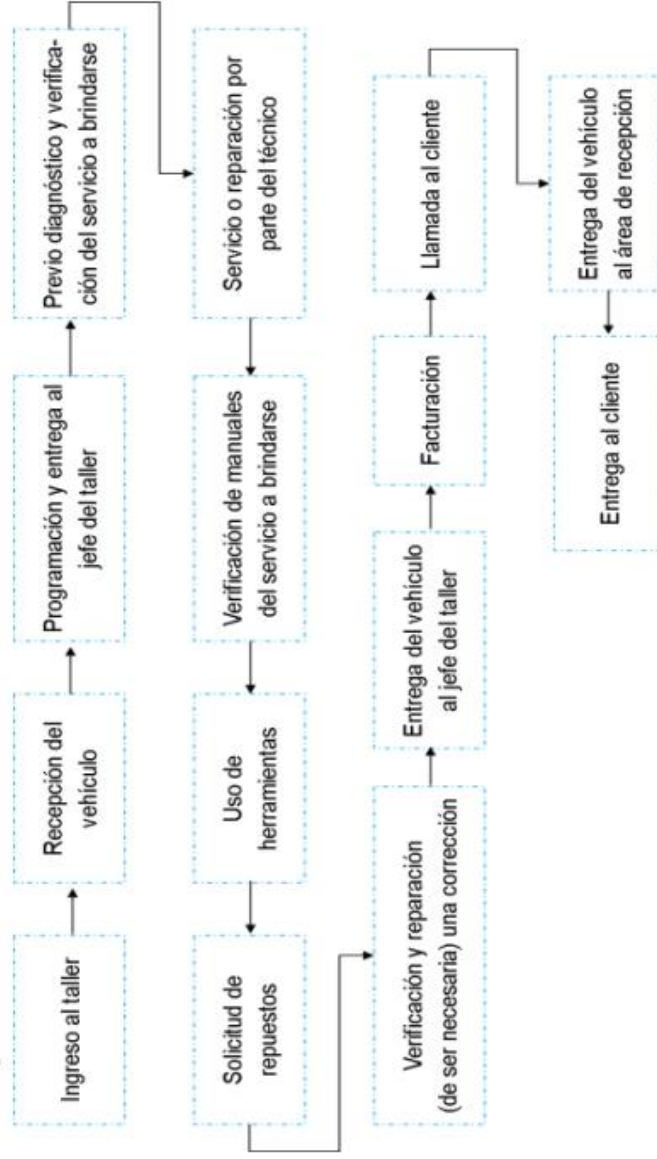 Ingreso al taller
Recepción del
vehículo
Programación y entrega al
jefe del taller
Previo diagnóstico y verifica-
ción del servicio a brindarse
Servicio o reparación por
parte del técnico
Verificación de manuales
del servicio a brindarse
Uso de
herramientas
Solicitud de
repuestos
Verificación y reparación
(de ser necesaria) una corrección
Entrega del vehículo
al jefe del taller
Facturación
Llamada al cliente
Entrega del vehículo
al área de recepción
Entrega al cliente